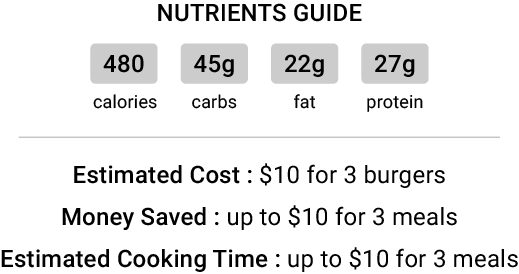 NUTRIENTS GUIDE
480 45g 22g 27g
calories carbs fat protein
Estimated Cost : $10 for 3 burgers
Money Saved : up to $10 for 3 meals
Estimated Cooking Time : up to $10 for 3 meals